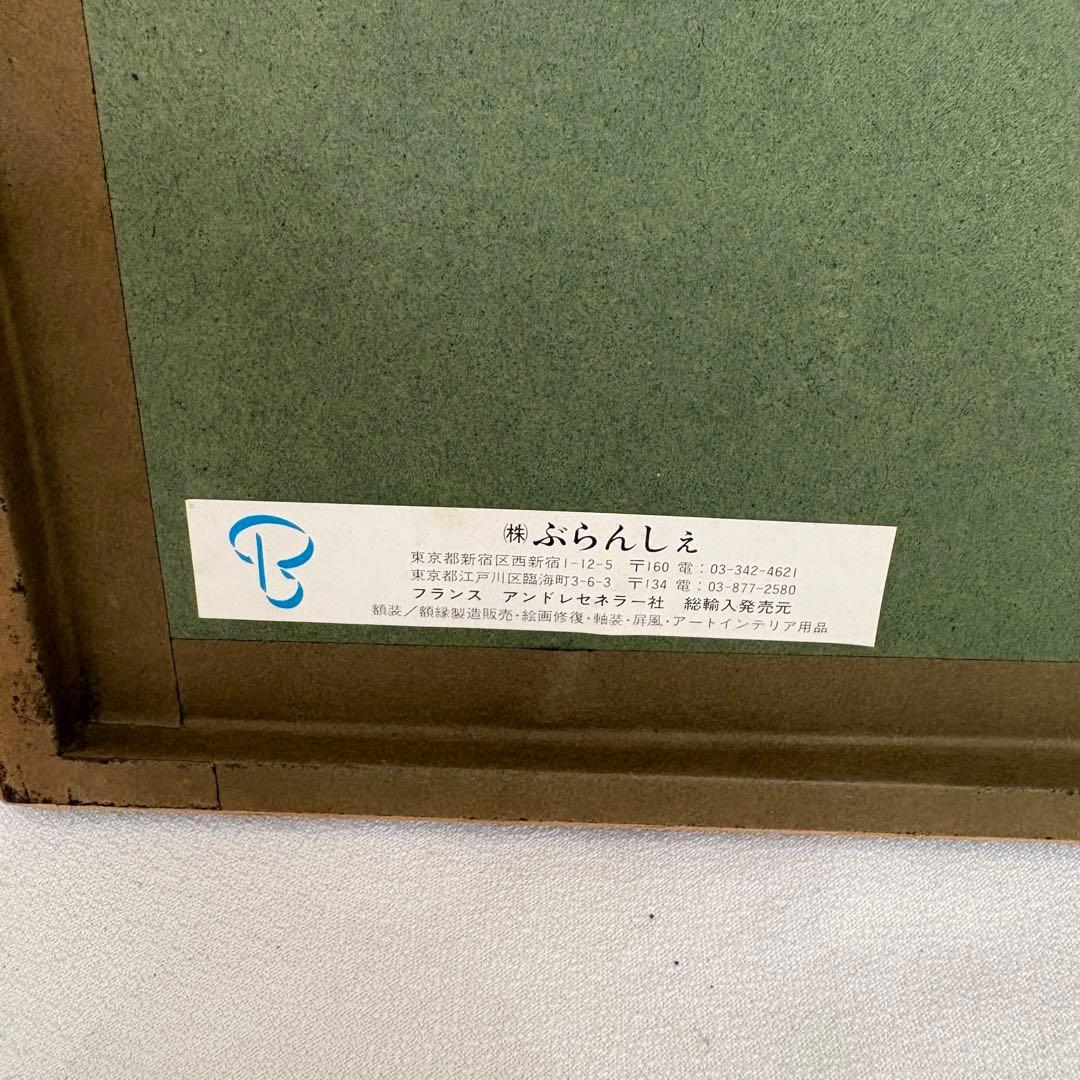 ㈱ぶらんしぇ
東京都新宿区西新宿1-12-5 〒160 電:03-342-4621
東京都江戸川区臨海町3-6-3 〒134 電:03-877-2580
フランス アンドレセネラー社 総輸入発売元
額装/額縁製造販売・絵画修復・軸装・屏風・アートインテリア用品